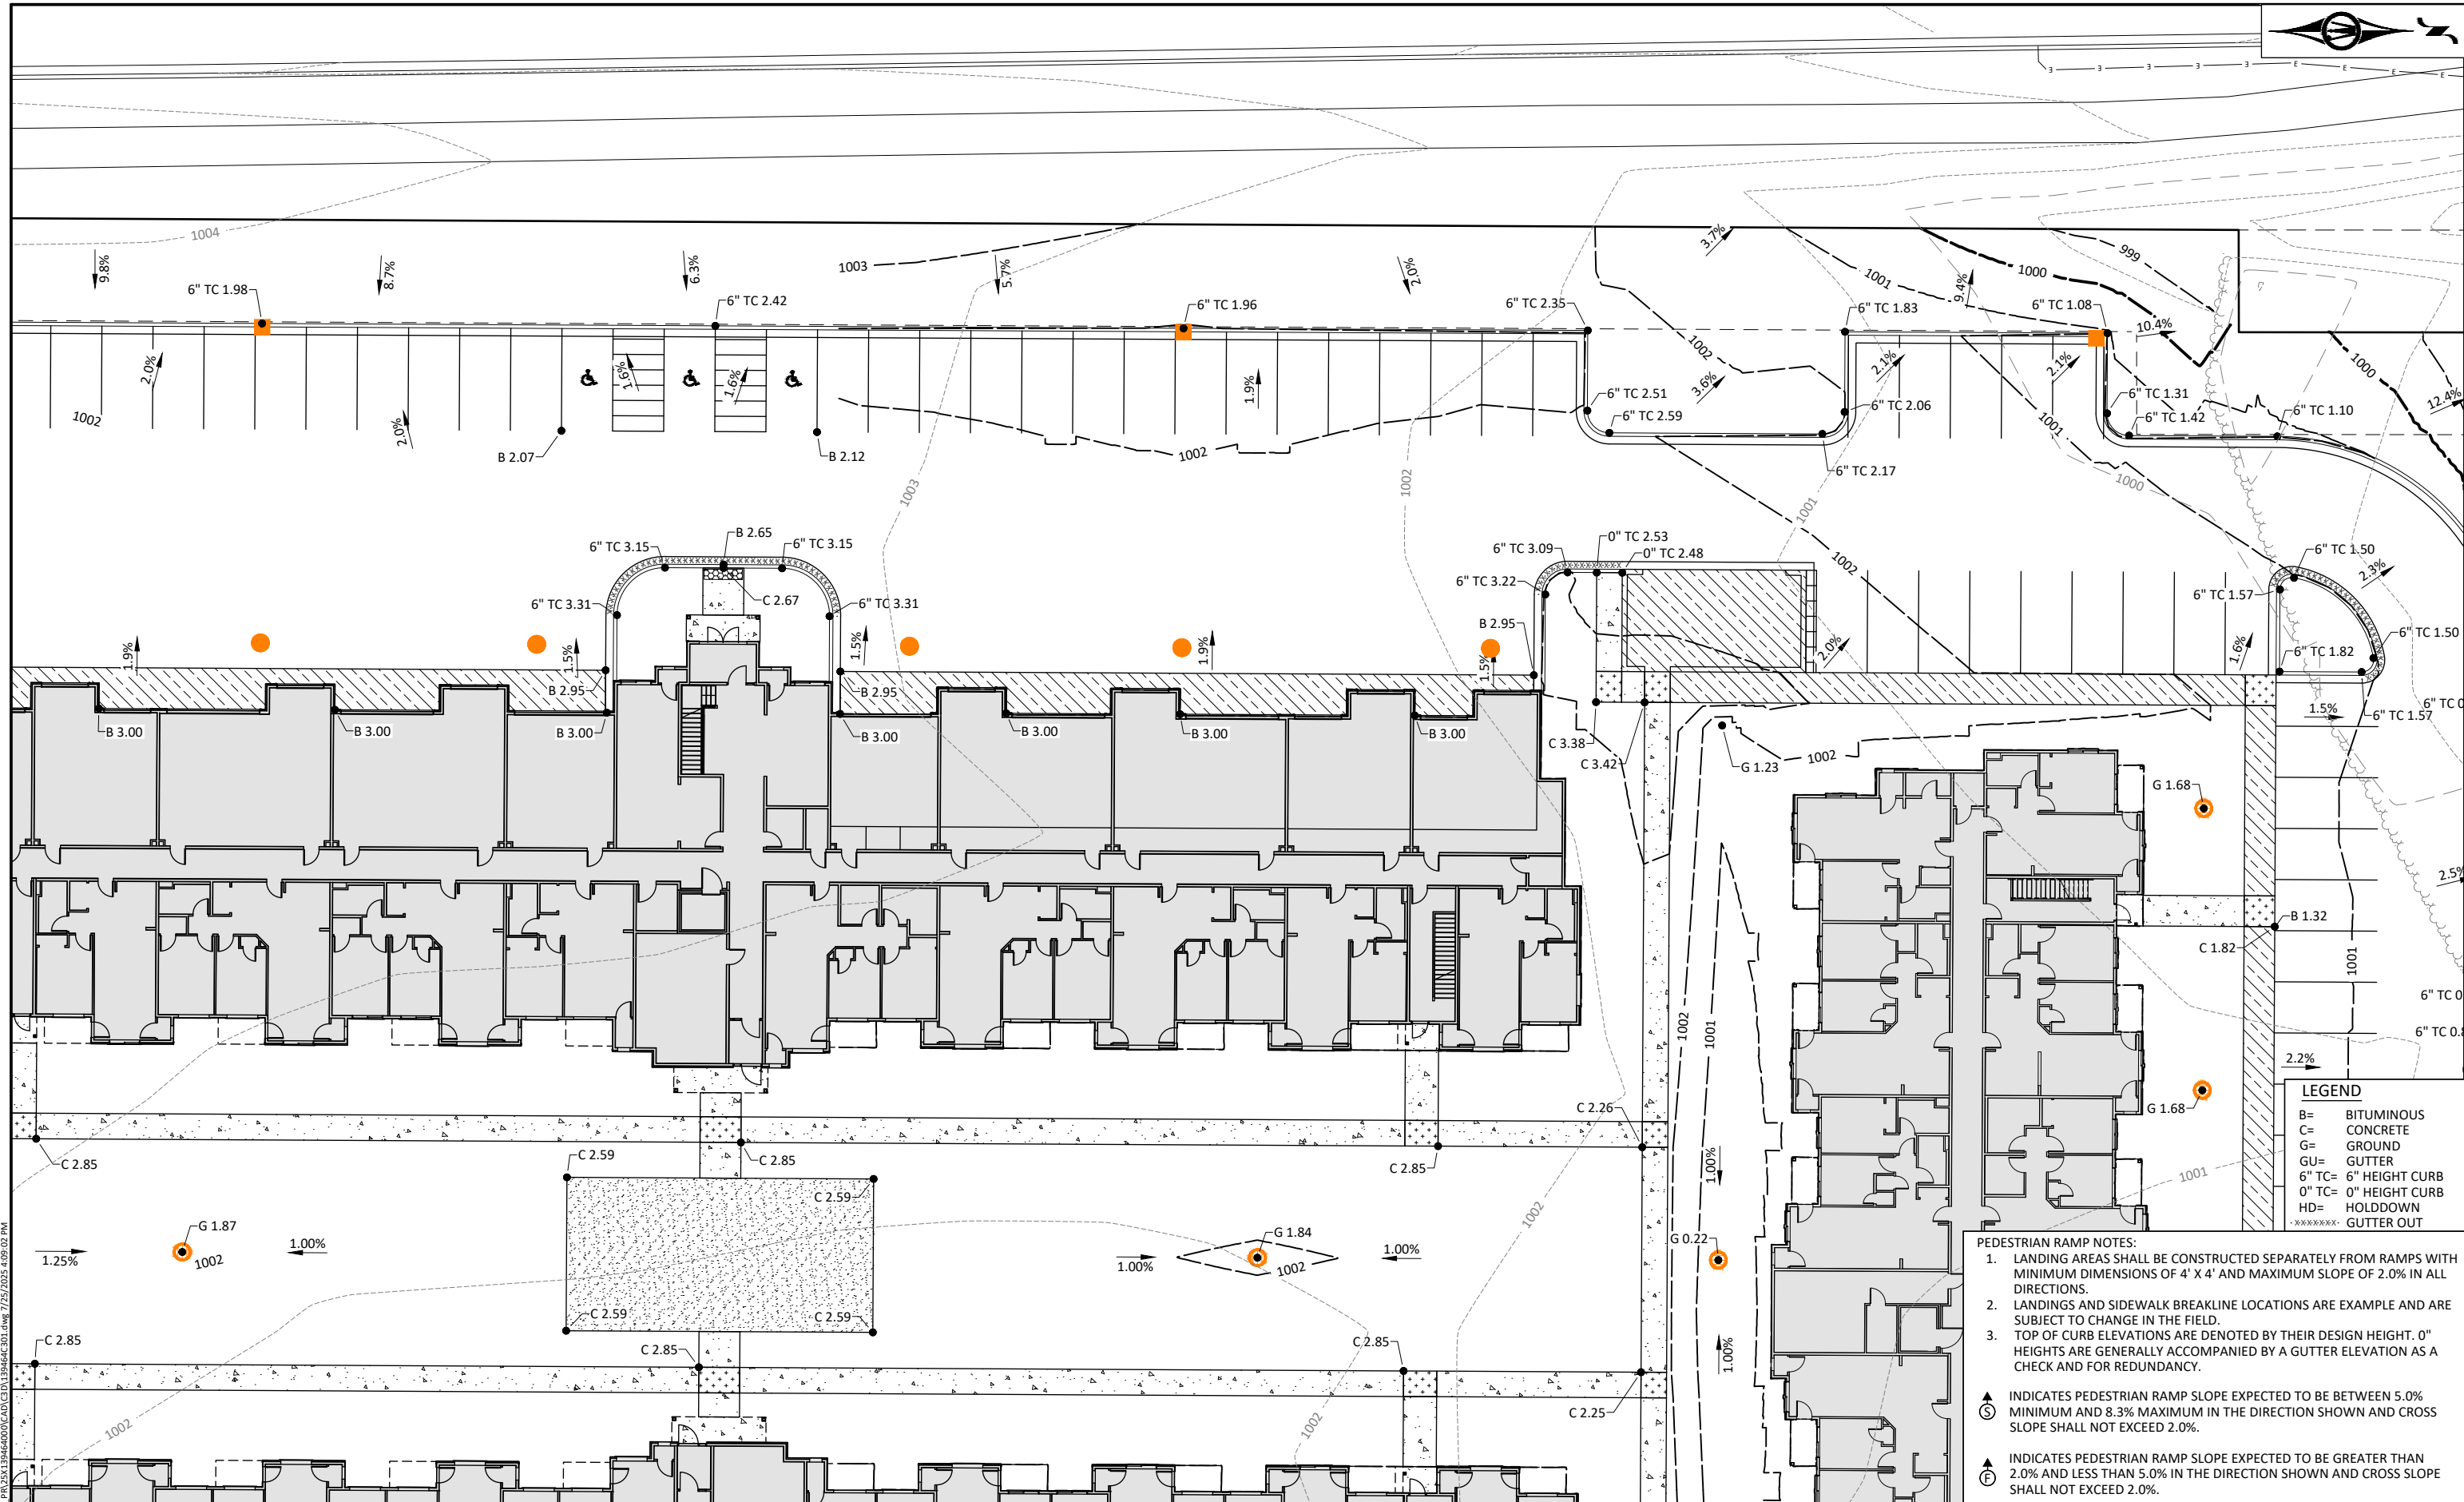 1004
9.8%
8.7%
6.3%
1003
5.7%
2.0%
3.7%
1001
1000
999
9.4%
6" TC 1.98
6" TC 2.42
6" TC 1.96
6" TC 2.35
6" TC 1.83
6" TC 1.08
10.4%
1002
1000
2.0%
1.6%
1.6%
1.9%
3.6%
2.1%
2.1%
12.4%
1002
2.0%
6" TC 2.51
6" TC 2.59
6" TC 2.06
6" TC 1.31
6" TC 1.42
6" TC 1.10
1001
B 2.07
B 2.12
1002
6" TC 2.17
1003
1002
1001
1000
B 2.65
6" TC 3.15
6" TC 3.15
6" TC 3.09
0" TC 2.53
0" TC 2.48
1002
6" TC 1.50
2.3%
C 2.67
6" TC 3.22
6" TC 1.57
6" TC 3.31
6" TC 3.31
B 2.95
6" TC 1.50
1.9%
1.5%
1.5%
1.9%
1.5%
2.0%
1.6%
6" TC 1.82
B 2.95
B 2.95
6" TC 1.57
1.5%
B 3.00
B 3.00
B 3.00
B 3.00
B 3.00
B 3.00
B 3.00
C 3.38
C 3.42
G 1.23
1002
G 1.68
2.5%
B 1.32
C 1.82
1001
1002
1001
2.2%
G 1.68
C 2.26
C 2.85
C 2.85
C 2.85
C 2.59
C 2.59
1.00%
1001
1002
G 1.87
1002
1.25%
1.00%
G 1.84
1002
1.00%
1.00%
G 0.22
C 2.59
C 2.59
1.00%
C 2.85
C 2.85
C 2.85
C 2.25
1002
1002
LEGEND
B= BITUMINOUS
C= CONCRETE
G= GROUND
GU= GUTTER
6" TC= 6" HEIGHT CURB
0" TC= 0" HEIGHT CURB
HD= HOLDDOWN
GUTTER OUT
PEDESTRIAN RAMP NOTES:
1. LANDING AREAS SHALL BE CONSTRUCTED SEPARATELY FROM RAMPS WITH
MINIMUM DIMENSIONS OF 4' X 4' AND MAXIMUM SLOPE OF 2.0% IN ALL
DIRECTIONS.
2. LANDINGS AND SIDEWALK BREAKLINE LOCATIONS ARE EXAMPLE AND ARE
SUBJECT TO CHANGE IN THE FIELD.
3. TOP OF CURB ELEVATIONS ARE DENOTED BY THEIR DESIGN HEIGHT. 0"
HEIGHTS ARE GENERALLY ACCOMPANIED BY A GUTTER ELEVATION AS A
CHECK AND FOR REDUNDANCY.
S INDICATES PEDESTRIAN RAMP SLOPE EXPECTED TO BE BETWEEN 5.0%
MINIMUM AND 8.3% MAXIMUM IN THE DIRECTION SHOWN AND CROSS
SLOPE SHALL NOT EXCEED 2.0%.
F INDICATES PEDESTRIAN RAMP SLOPE EXPECTED TO BE GREATER THAN
2.0% AND LESS THAN 5.0% IN THE DIRECTION SHOWN AND CROSS SLOPE
SHALL NOT EXCEED 2.0%.